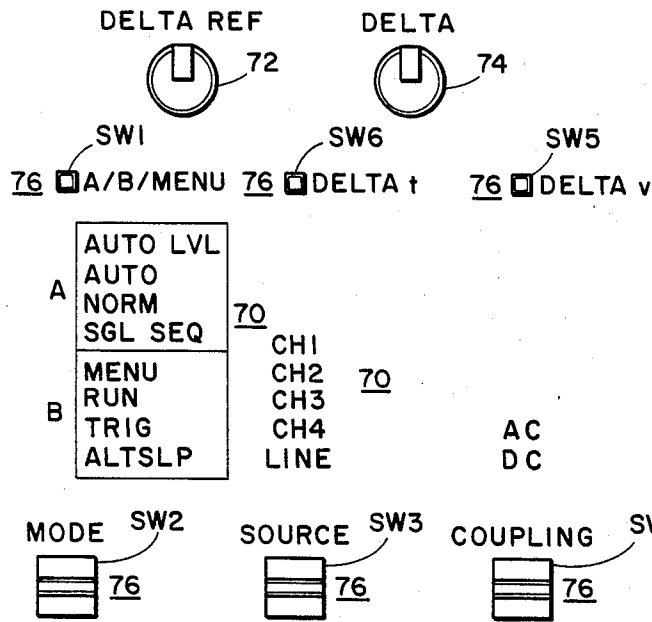 DELTA REF DELTA
72 74
SW1 SW6 SW5
76 A/B/MENU 76 DELTA t 76 DELTA v
AUTO LVL
A AUTO
NORM 70
SGL SEQ
CH1
MENU CH2 70
B RUN CH3
TRIG CH4 AC
ALTSLP LINE DC
MODE SW2 SOURCE SW3 COUPLING
76 76 76